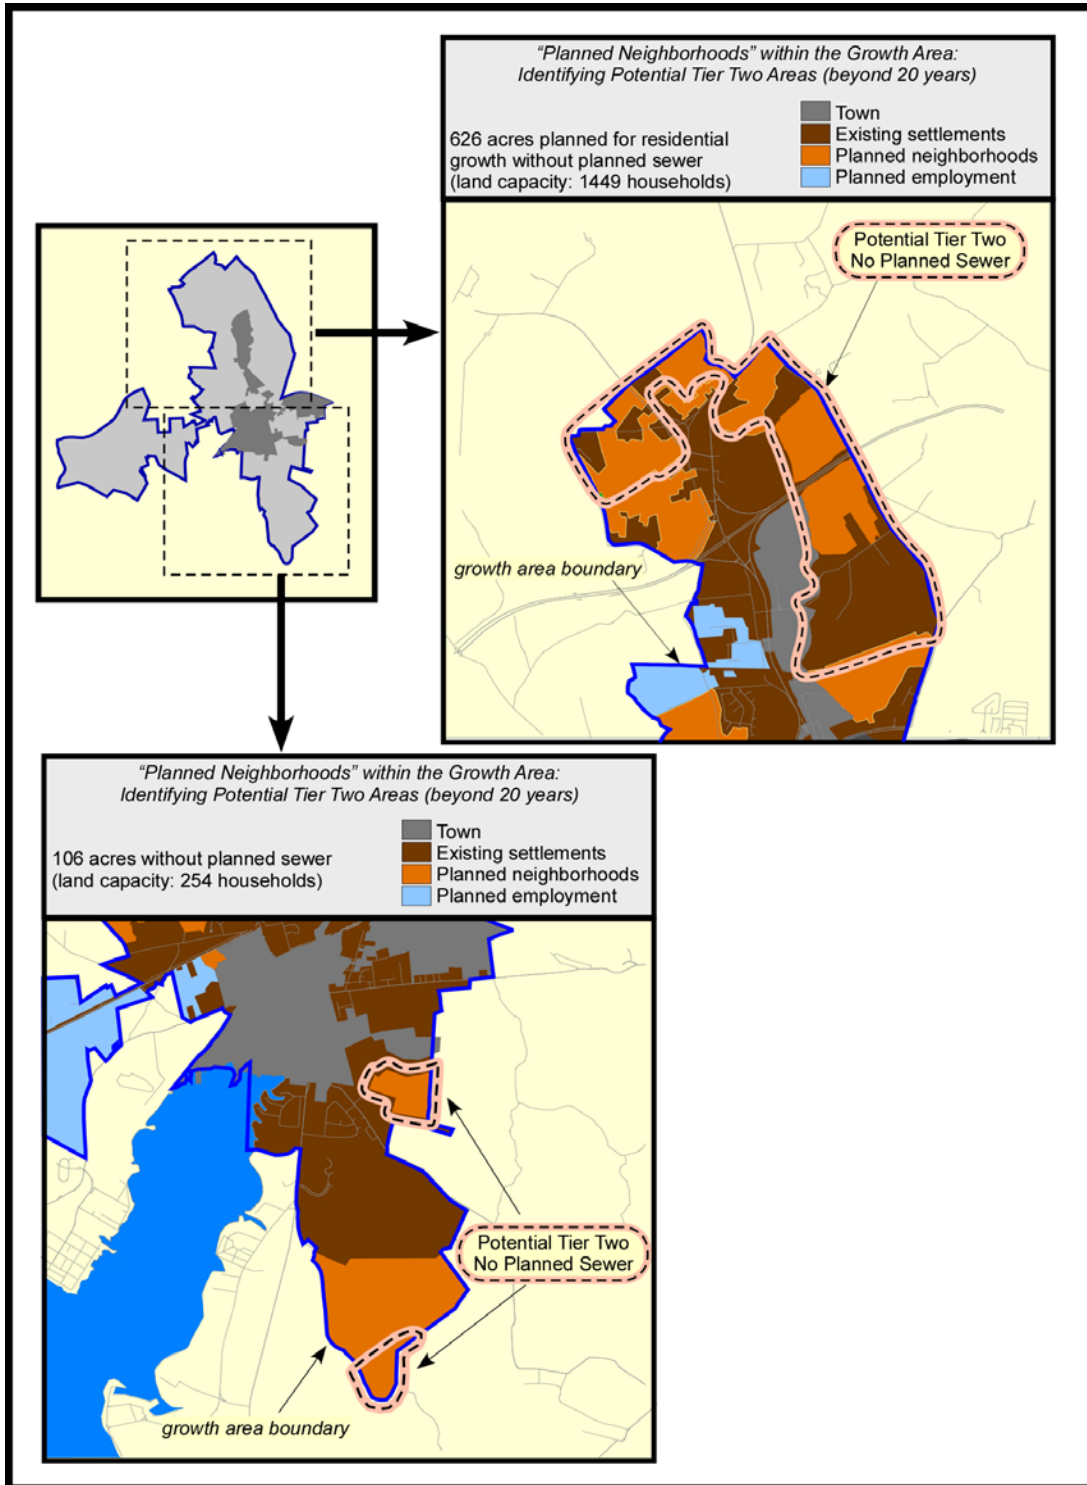 “Planned Neighborhoods” within the Growth Area:
Identifying Potential Tier Two Areas (beyond 20 years)
626 acres planned for residential
growth without planned sewer
(land capacity: 1449 households)
Town
Existing settlements
Planned neighborhoods
Planned employment
Potential Tier Two
No Planned Sewer
growth area boundary
“Planned Neighborhoods” within the Growth Area:
Identifying Potential Tier Two Areas (beyond 20 years)
106 acres without planned sewer
(land capacity: 254 households)
Town
Existing settlements
Planned neighborhoods
Planned employment
Potential Tier Two
No Planned Sewer
growth area boundary